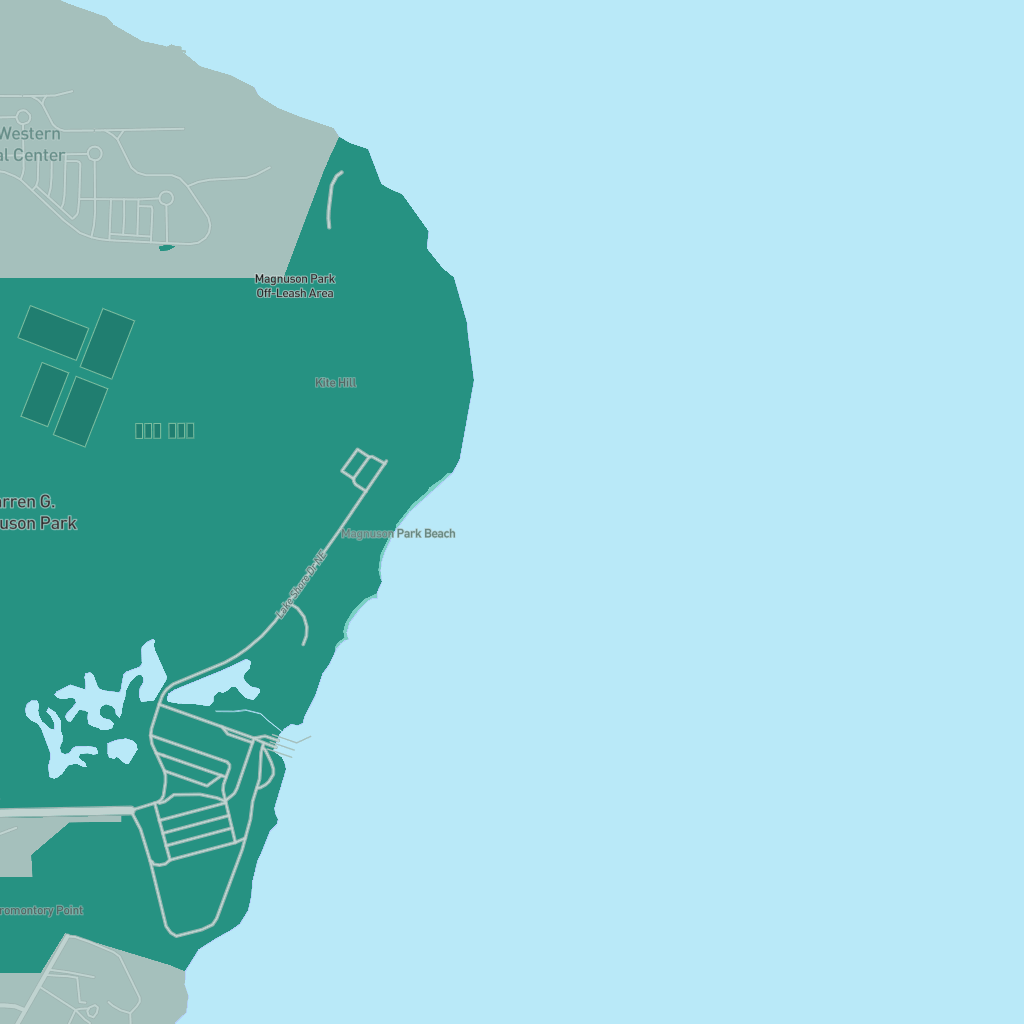 Western
al Center
Magnuson Park
Off-Leash Area
Kite Hill
arren G.
uson Park
Magnuson Park Beach
Lake Shore Dr NE
romontory Point